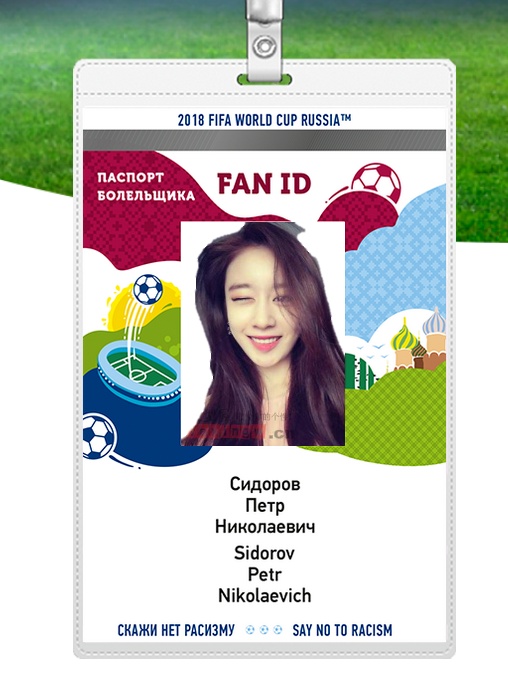 2018 FIFA WORLD CUP RUSSIA™
ПАСПОРТ
БОЛЕЛЬЩИКА
FAN ID
Сидоров
Петр
Николаевич
Sidorov
Petr
Nikolaevich
СКАЖИ НЕТ РАСИЗМУ SAY NO TO RACISM